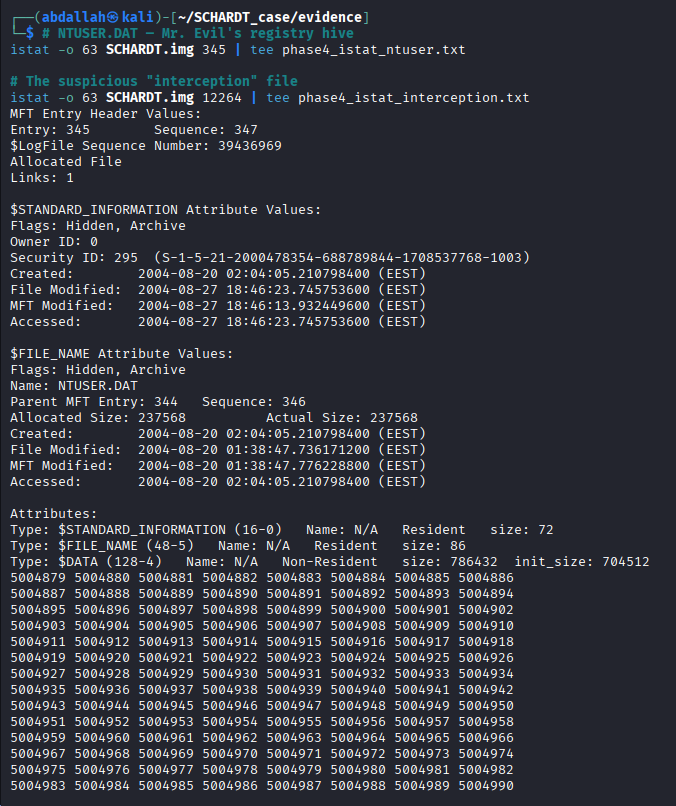 ┌──(abdallah㉿kali)-[~/SCHARDT_case/evidence]
└─$ # NTUSER.DAT — Mr. Evil's registry hive
istat -o 63 SCHARDT.img 345 | tee phase4_istat_ntuser.txt

# The suspicious "interception" file
istat -o 63 SCHARDT.img 12264 | tee phase4_istat_interception.txt
MFT Entry Header Values:
Entry: 345        Sequence: 347
$LogFile Sequence Number: 39436969
Allocated File
Links: 1

$STANDARD_INFORMATION Attribute Values:
Flags: Hidden, Archive
Owner ID: 0
Security ID: 295  (S-1-5-21-2000478354-688789844-1708537768-1003)
Created:        2004-08-20 02:04:05.210798400 (EEST)
File Modified:  2004-08-27 18:46:23.745753600 (EEST)
MFT Modified:   2004-08-27 18:46:13.932449600 (EEST)
Accessed:       2004-08-27 18:46:23.745753600 (EEST)

$FILE_NAME Attribute Values:
Flags: Hidden, Archive
Name: NTUSER.DAT
Parent MFT Entry: 344   Sequence: 346
Allocated Size: 237568          Actual Size: 237568
Created:        2004-08-20 02:04:05.210798400 (EEST)
File Modified:  2004-08-20 01:38:47.736171200 (EEST)
MFT Modified:   2004-08-20 01:38:47.776228800 (EEST)
Accessed:       2004-08-20 02:04:05.210798400 (EEST)

Attributes:
Type: $STANDARD_INFORMATION (16-0)   Name: N/A   Resident   size: 72
Type: $FILE_NAME (48-5)   Name: N/A   Resident   size: 86
Type: $DATA (128-4)   Name: N/A   Non-Resident   size: 786432  init_size: 704512
5004879 5004880 5004881 5004882 5004883 5004884 5004885 5004886
5004887 5004888 5004889 5004890 5004891 5004892 5004893 5004894
5004895 5004896 5004897 5004898 5004899 5004900 5004901 5004902
5004903 5004904 5004905 5004906 5004907 5004908 5004909 5004910
5004911 5004912 5004913 5004914 5004915 5004916 5004917 5004918
5004919 5004920 5004921 5004922 5004923 5004924 5004925 5004926
5004927 5004928 5004929 5004930 5004931 5004932 5004933 5004934
5004935 5004936 5004937 5004938 5004939 5004940 5004941 5004942
5004943 5004944 5004945 5004946 5004947 5004948 5004949 5004950
5004951 5004952 5004953 5004954 5004955 5004956 5004957 5004958
5004959 5004960 5004961 5004962 5004963 5004964 5004965 5004966
5004967 5004968 5004969 5004970 5004971 5004972 5004973 5004974
5004975 5004976 5004977 5004978 5004979 5004980 5004981 5004982
5004983 5004984 5004985 5004986 5004987 5004988 5004989 5004990